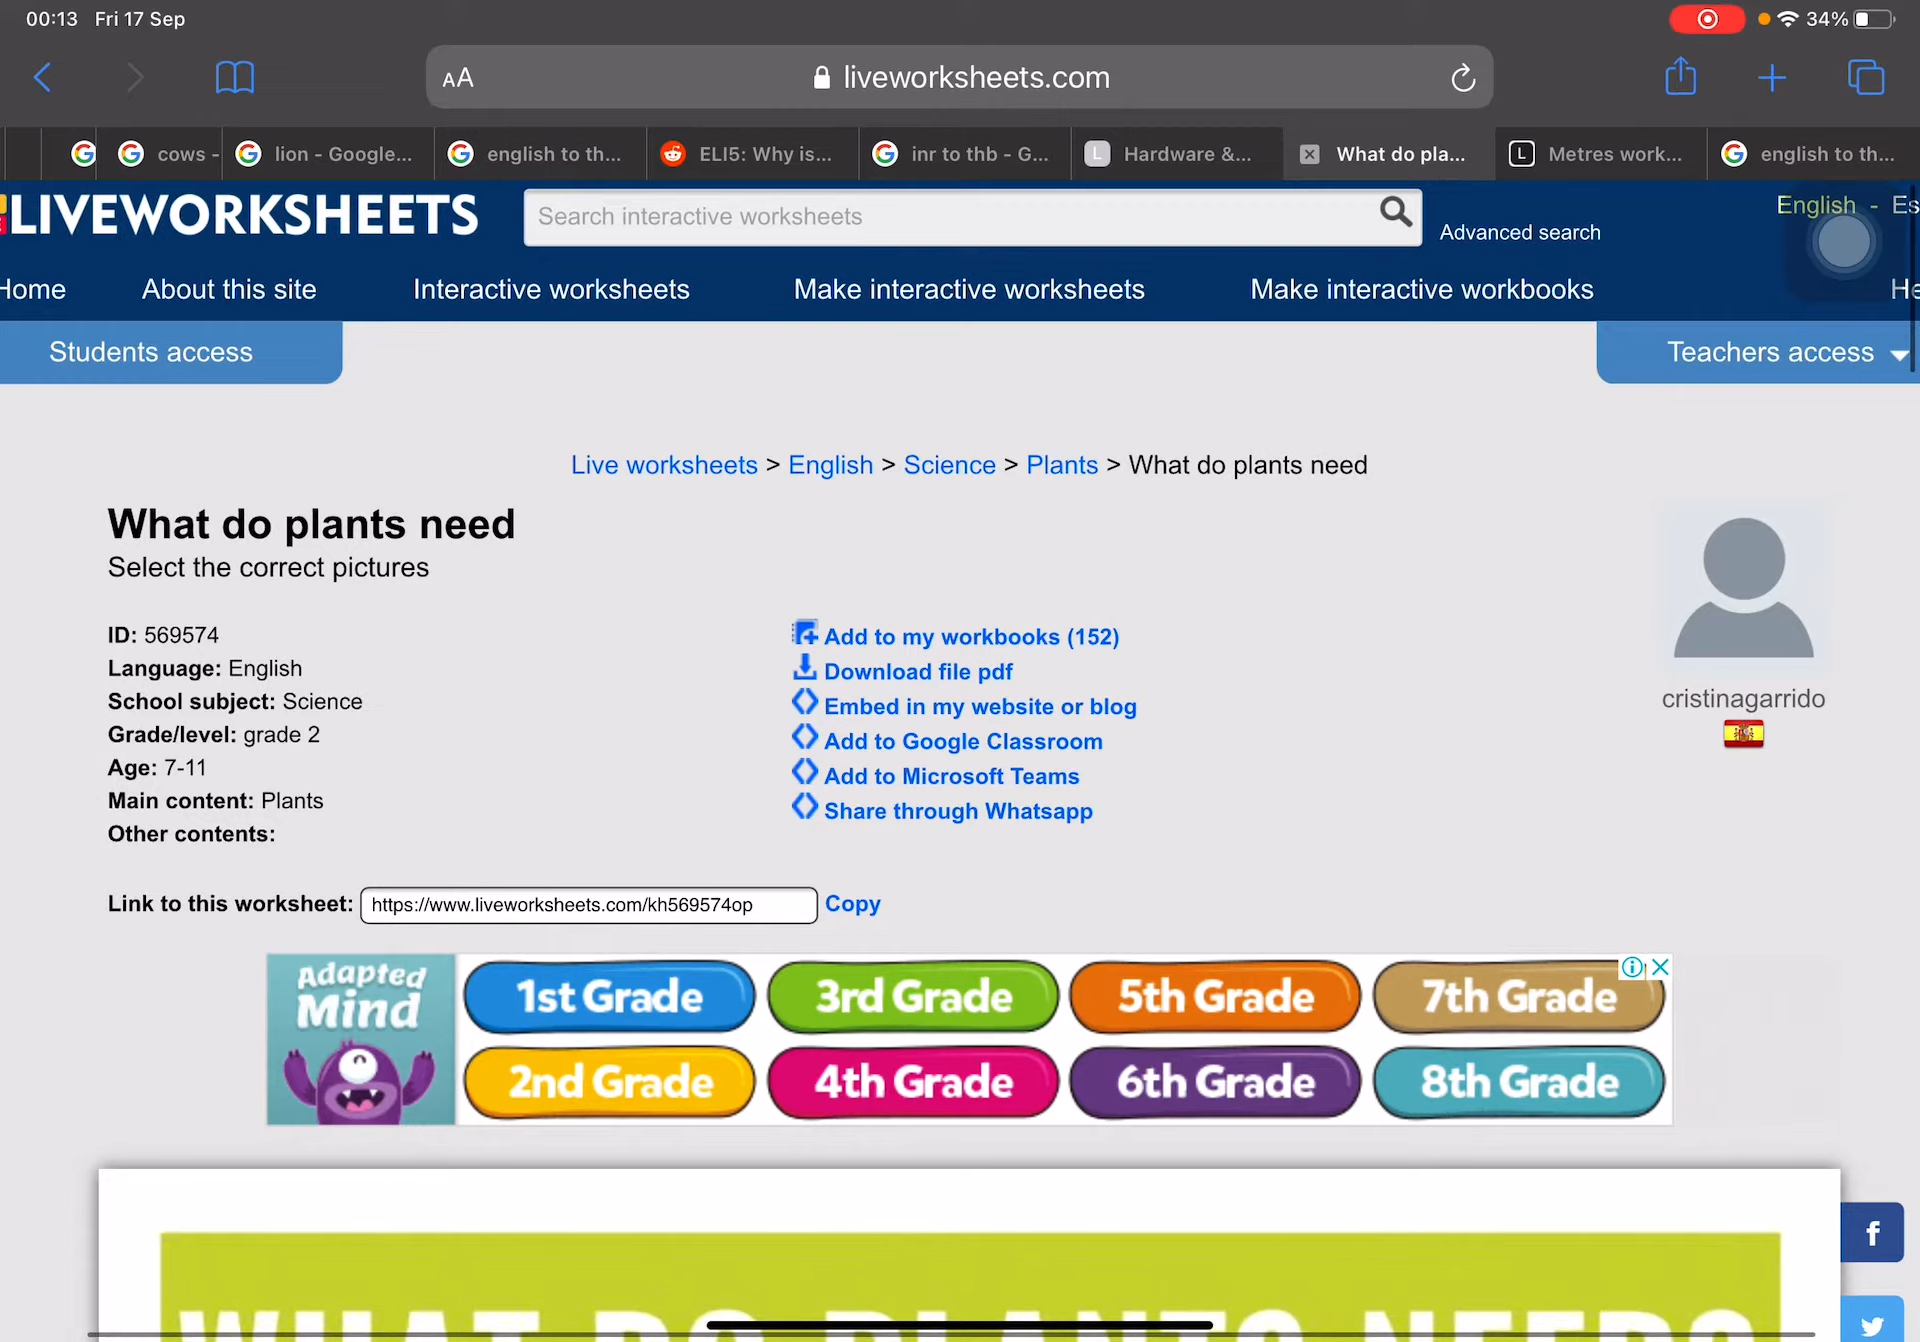 00:13 Fri 17 Sep
34%
AA
liveworksheets.com
cows -
lion - Google...
english to th...
ELI5: Why is...
inr to thb - G...
L
Hardware &...
What do pla...
L
Metres work...
english to th...
LIVEWORKSHEETS
Search interactive worksheets
Advanced search
English - Es
Home
About this site
Interactive worksheets
Make interactive worksheets
Make interactive workbooks
He
Students access
Teachers access
Live worksheets > English > Science > Plants > What do plants need
What do plants need
Select the correct pictures
ID: 569574
Language: English
School subject: Science
Grade/level: grade 2
Age: 7-11
Main content: Plants
Other contents:
Add to my workbooks (152)
Download file pdf
Embed in my website or blog
Add to Google Classroom
Add to Microsoft Teams
Share through Whatsapp
cristinagarrido
Link to this worksheet: https://www.liveworksheets.com/kh569574op Copy
Adapted
Mind
1st Grade
3rd Grade
5th Grade
7th Grade
2nd Grade
4th Grade
6th Grade
8th Grade
WHAT DO PLANTS NEED